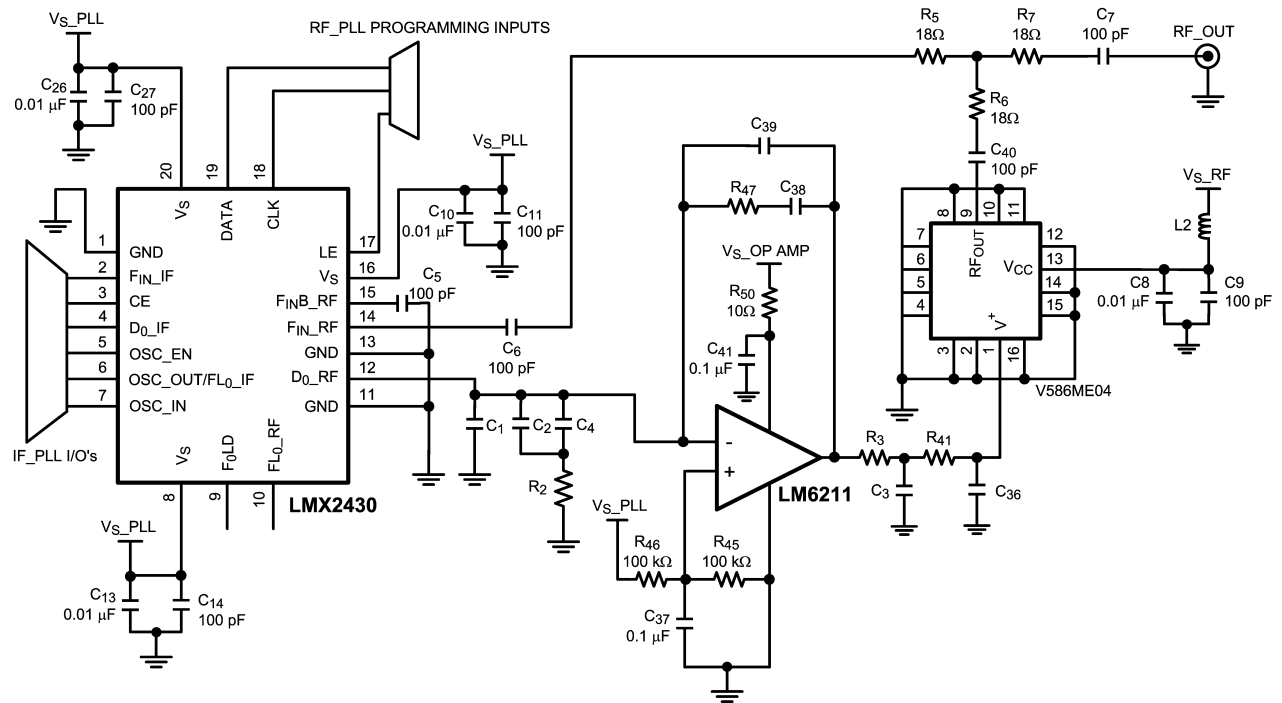 VS_PLL
RF_PLL PROGRAMMING INPUTS
R5
18Ω
R7
18Ω
C7
100 pF
RF_OUT
C26
0.01 µF
C27
100 pF
R6
18Ω
C39
C40
100 pF
VS_PLL
20
19
18
VS
DATA
CLK
C10
0.01 µF
C11
100 pF
R47
C38
VS_RF
L2
8
9
10
11
RFOUT
7
6
5
4
12
13
14
15
VCC
V+
3
2
1
16
V586ME04
C8
0.01 µF
C9
100 pF
1
GND
2
FIN_IF
3
CE
4
D0_IF
5
OSC_EN
6
OSC_OUT/FL0_IF
7
OSC_IN
LE
17
VS
16
FINB_RF
15
FIN_RF
14
GND
13
D0_RF
12
GND
11
C5
100 pF
C6
100 pF
VS_OP AMP
R50
10Ω
C41
0.1 µF
C1
C2
C4
R2
-
+
LM6211
R3
R41
C3
C36
IF_PLL I/O's
VS
F0LD
FL0_RF
8
9
10
LMX2430
VS_PLL
R46
100 kΩ
R45
100 kΩ
C37
0.1 µF
VS_PLL
C13
0.01 µF
C14
100 pF